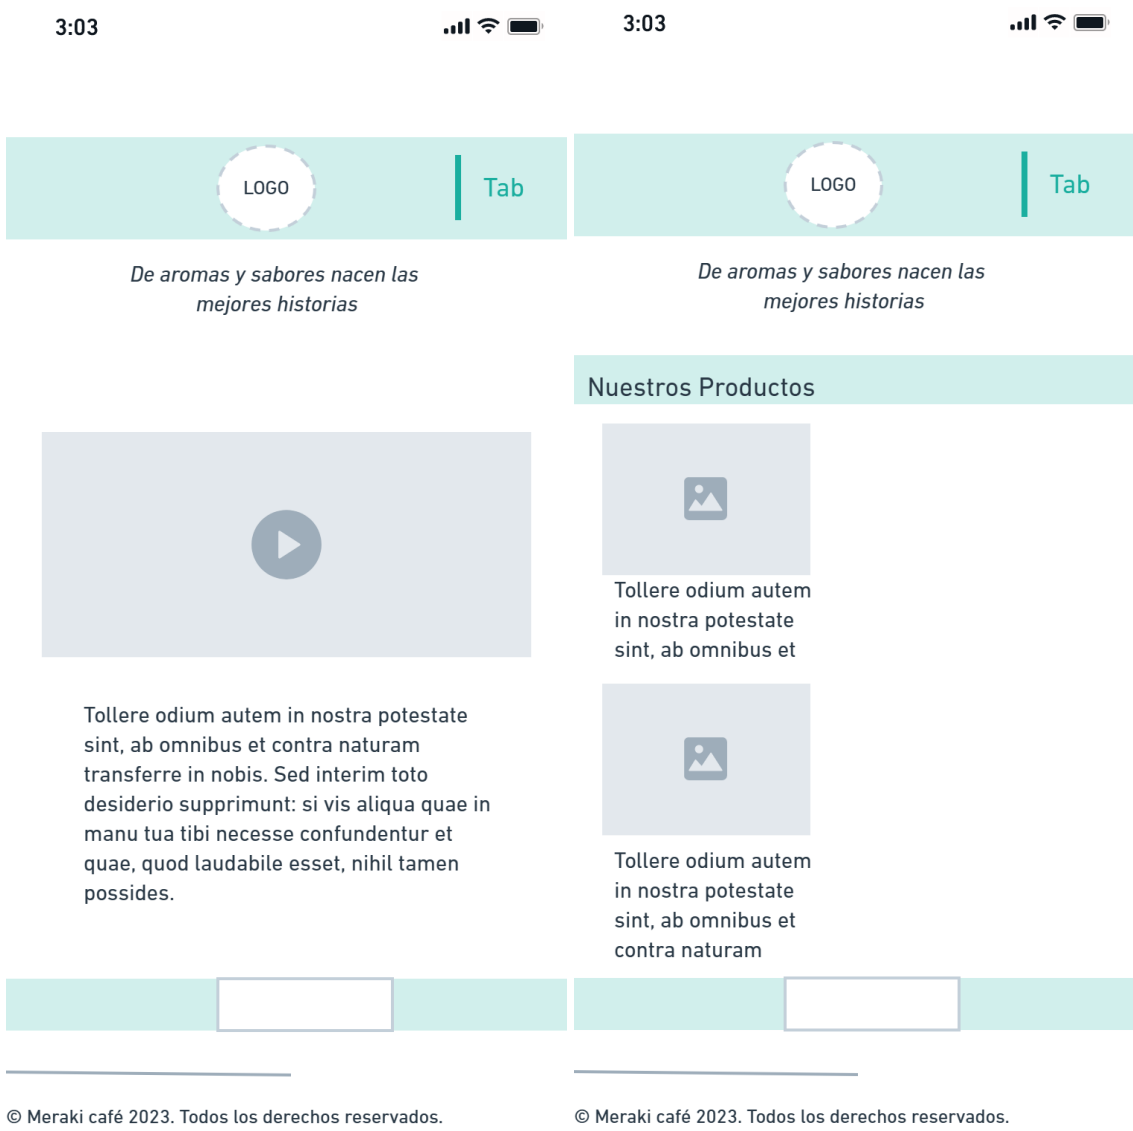 3:03
LOGO
Tab
De aromas y sabores nacen las
mejores historias
Tollere odium autem in nostra potestate
sint, ab omnibus et contra naturam
transferre in nobis. Sed interim toto
desiderio supprimunt: si vis aliqua quae in
manu tua tibi necesse confundentur et
quae, quod laudabile esset, nihil tamen
possides.
© Meraki café 2023. Todos los derechos reservados.
3:03
LOGO
Tab
De aromas y sabores nacen las
mejores historias
Nuestros Productos
Tollere odium autem
in nostra potestate
sint, ab omnibus et
Tollere odium autem
in nostra potestate
sint, ab omnibus et
contra naturam
© Meraki café 2023. Todos los derechos reservados.